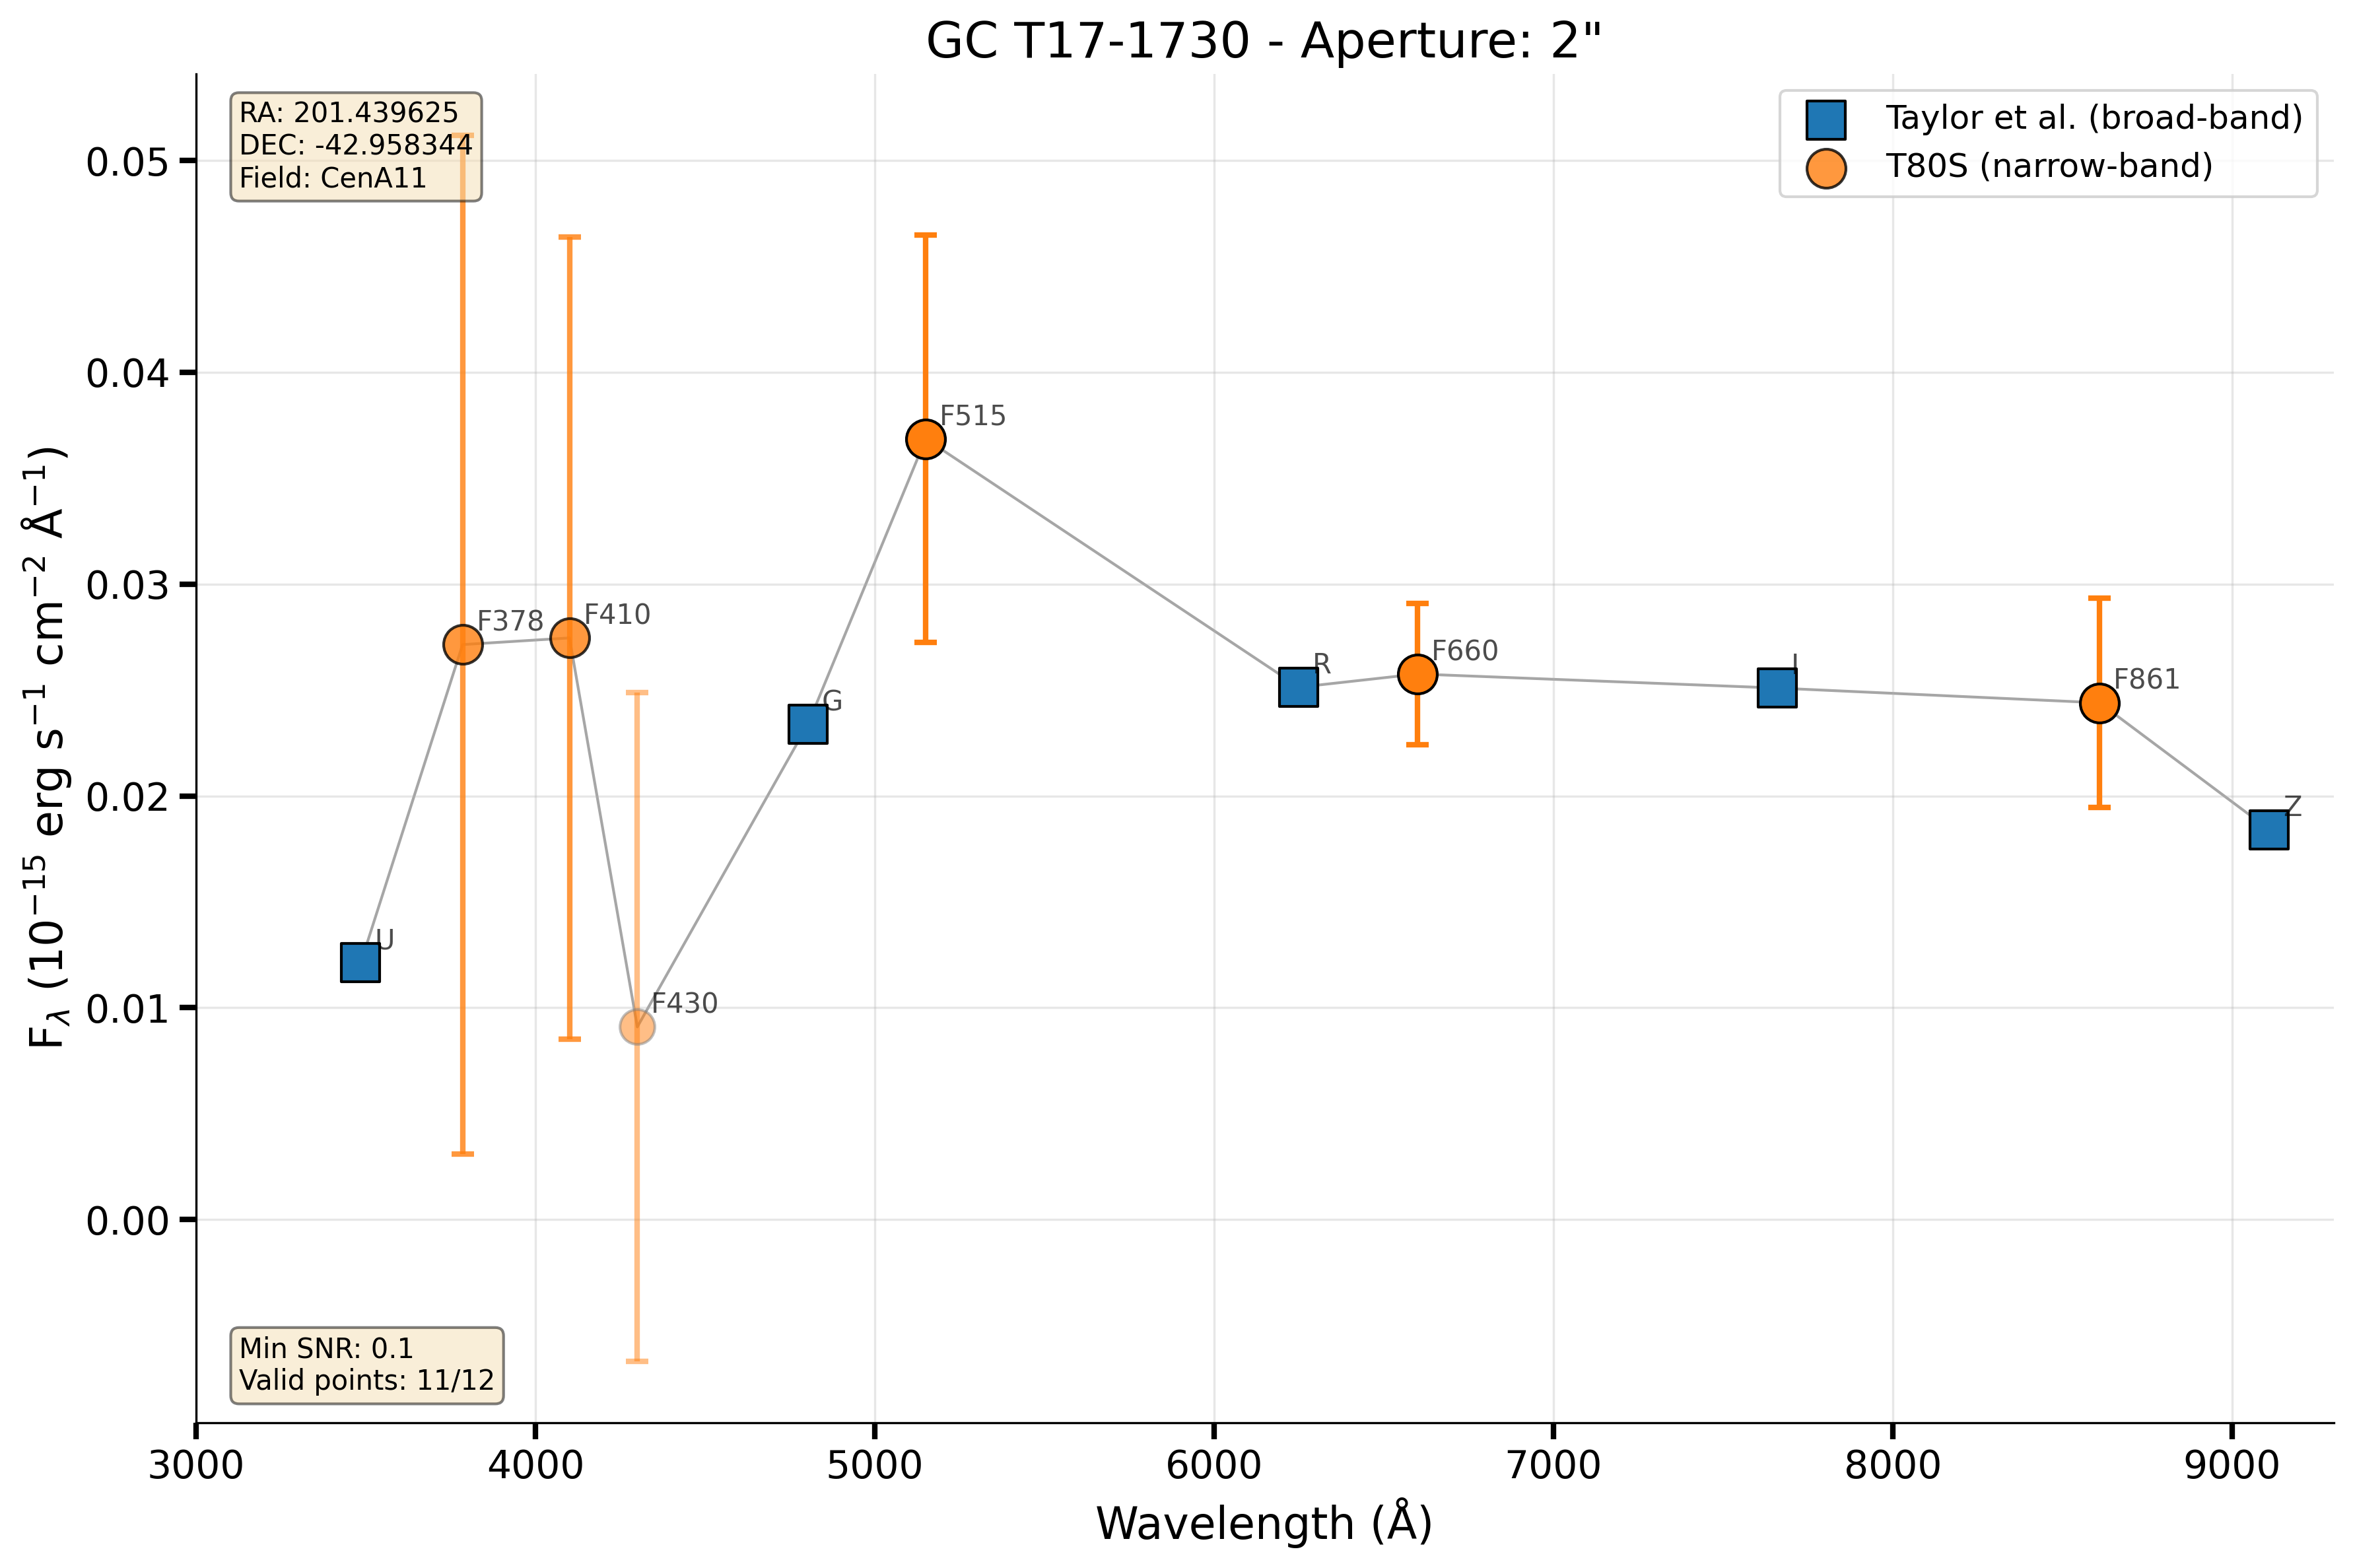 GC T17-1730 - Aperture: 2"
RA: 201.439625
DEC: -42.958344
Field: CenA11
Taylor et al. (broad-band)
T80S (narrow-band)
F_λ (10⁻¹⁵ erg s⁻¹ cm⁻² Å⁻¹)
0.05
0.04
0.03
0.02
0.01
0.00
U
F378
F410
F430
G
F515
R
F660
I
F861
Z
Min SNR: 0.1
Valid points: 11/12
3000 4000 5000 6000 7000 8000 9000
Wavelength (Å)